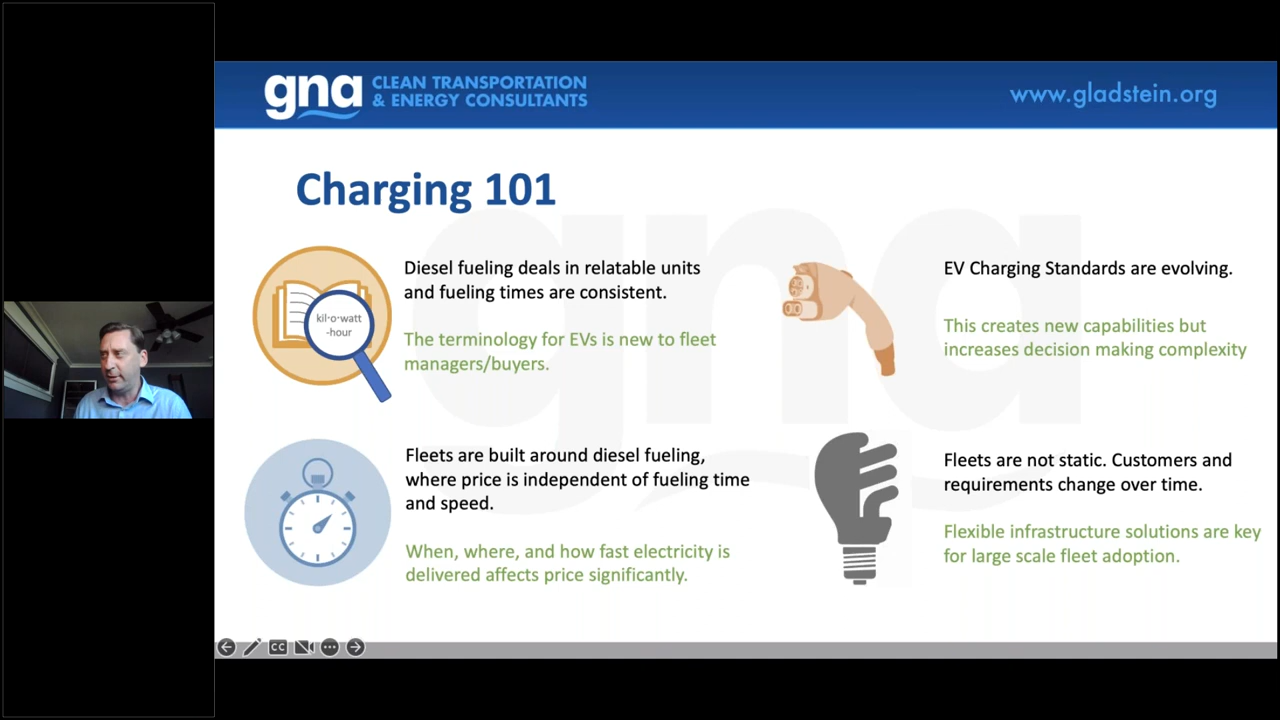 gna CLEAN TRANSPORTATION
& ENERGY CONSULTANTS
www.gladstein.org
Charging 101
kil·o·watt
-hour
Diesel fueling deals in relatable units
and fueling times are consistent.
The terminology for EVs is new to fleet
managers/buyers.
EV Charging Standards are evolving.
This creates new capabilities but
increases decision making complexity
Fleets are built around diesel fueling,
where price is independent of fueling time
and speed.
When, where, and how fast electricity is
delivered affects price significantly.
Fleets are not static. Customers and
requirements change over time.
Flexible infrastructure solutions are key
for large scale fleet adoption.
gna
CC